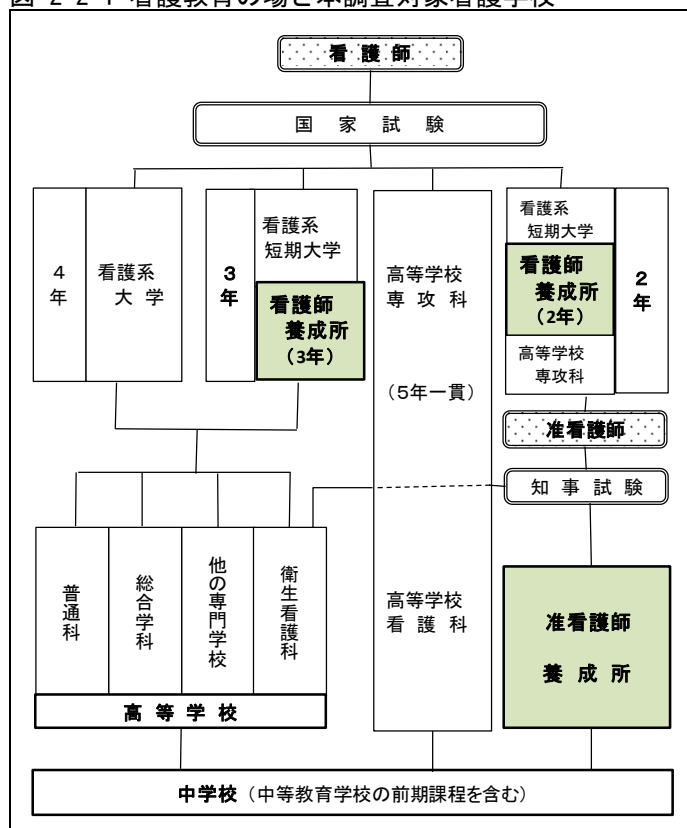 図 2-2-1 看護教育の場と本調査対象看護学校
看 護 師
国 家 試 験
4
年
看護系
大 学
3
年
看護系
短期大学
看護師
養成所
(3年)
高等学校
専 攻 科
(5年一貫)
高等学校
看 護 科
看護系
短期大学
看護師
養成所
(2年)
高等学校
専攻科
2
年
准看護師
知 事 試 験
普通科
総合学科
他の専門学校
衛生看護科
高 等 学 校
准看護師
養 成 所
中学校 (中等教育学校の前期課程を含む)